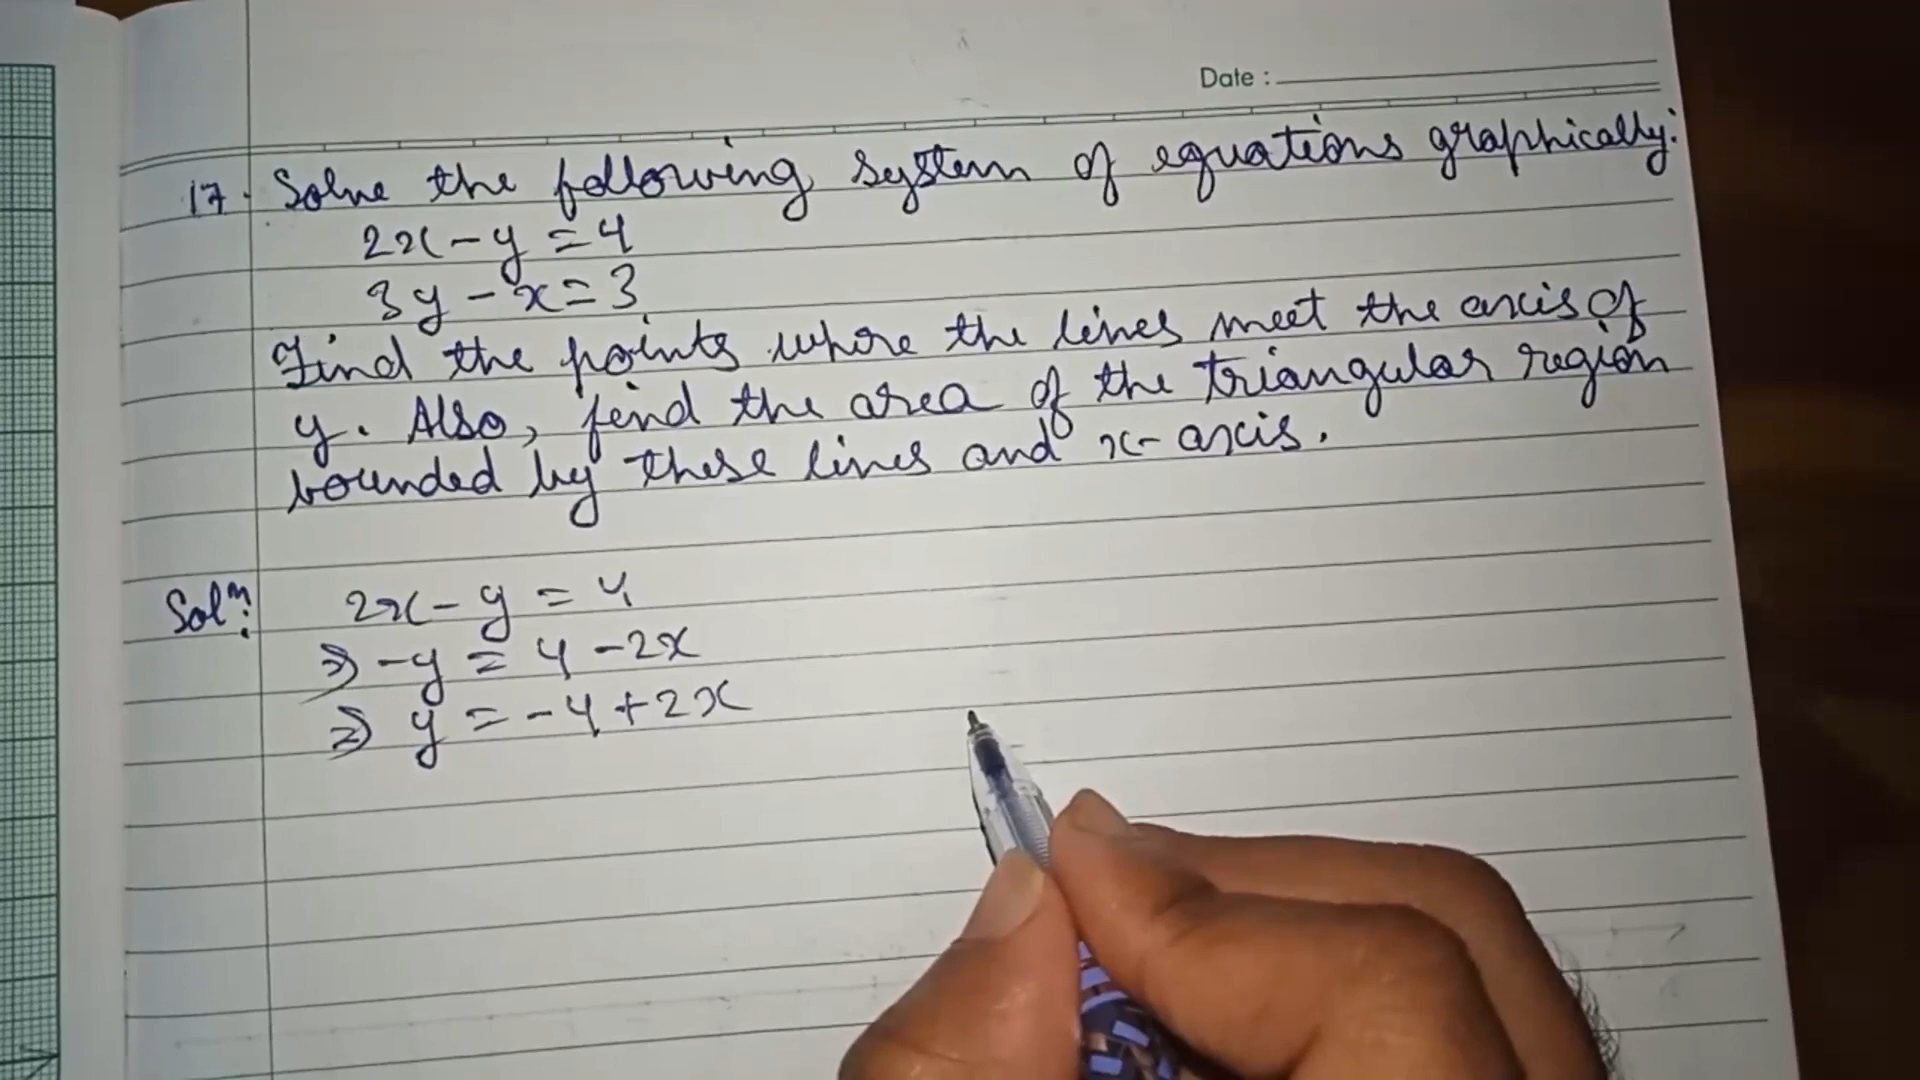 Date :
17. Solve the following system of equations graphically:
2x - y = 4
3y - x = 3
Find the points where the lines meet the axis of
y. Also, find the area of the triangular region
bounded by these lines and x-axis.
Solⁿ: 2x - y = 4
⇒ -y = 4 - 2x
⇒ y = -4 + 2x